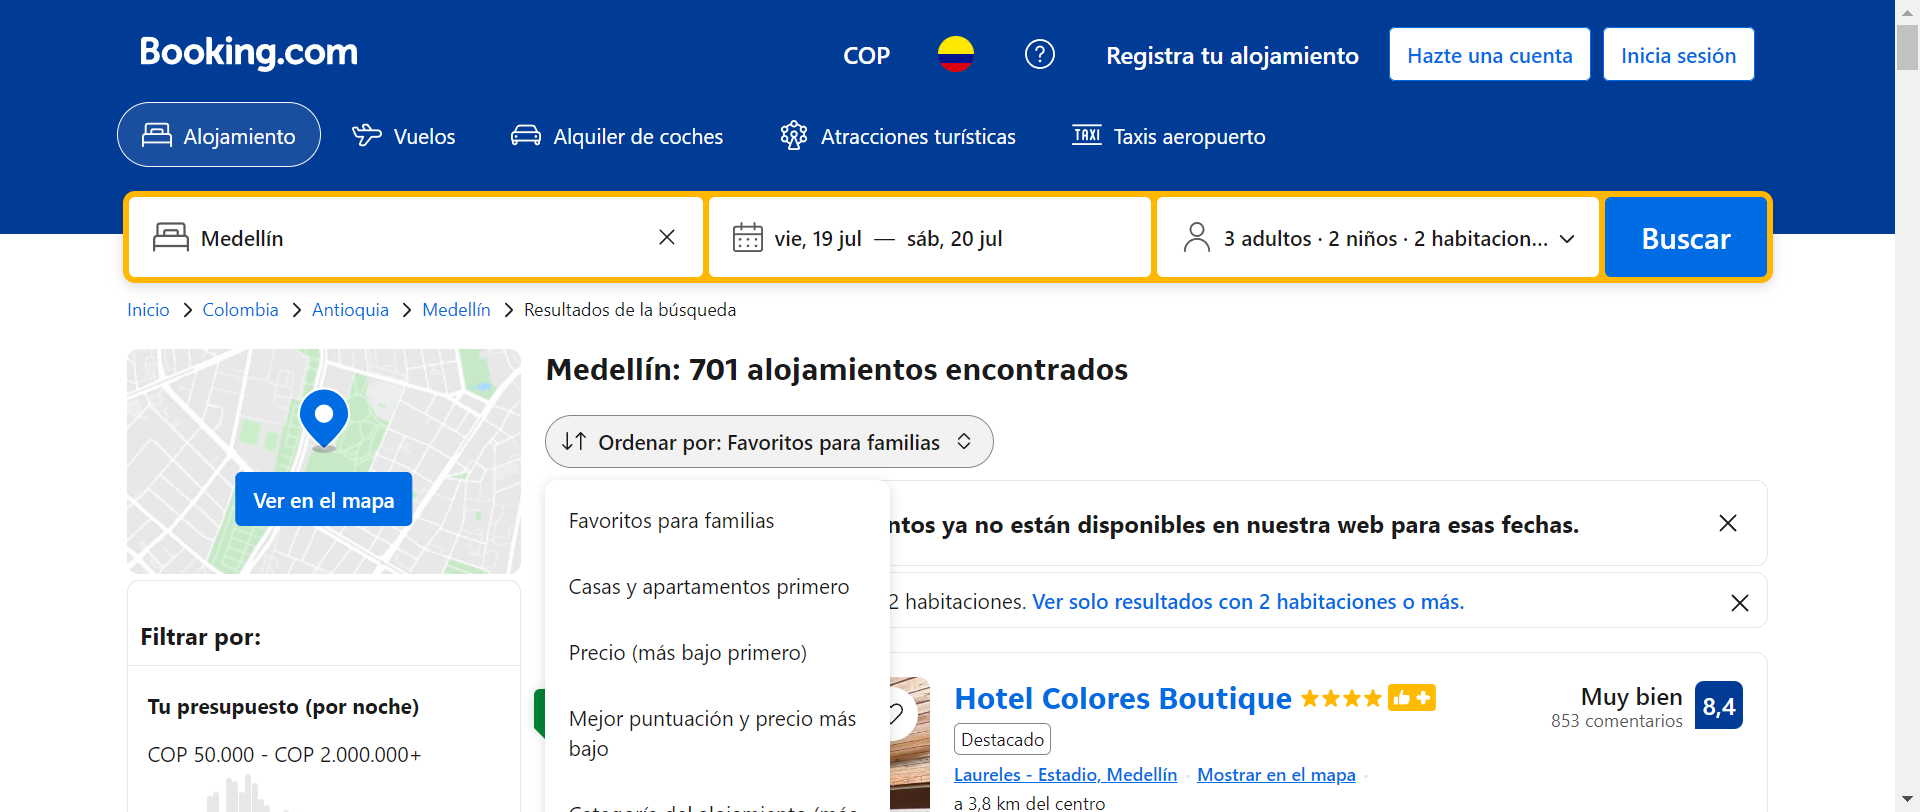 Booking.com
COP
Registra tu alojamiento
Hazte una cuenta
Inicia sesión
Alojamiento
Vuelos
Alquiler de coches
Atracciones turísticas
TAXI
Taxis aeropuerto
Medellín
vie, 19 jul — sáb, 20 jul
3 adultos · 2 niños · 2 habitacion...
Buscar
Inicio
Colombia
Antioquia
Medellín
Resultados de la búsqueda
Ver en el mapa
Filtrar por:
Tu presupuesto (por noche)
COP 50.000 - COP 2.000.000+
Medellín: 701 alojamientos encontrados
Ordenar por: Favoritos para familias
Favoritos para familias
Casas y apartamentos primero
Precio (más bajo primero)
Mejor puntuación y precio más
bajo
Categoría del alojamiento (más
ntos ya no están disponibles en nuestra web para esas fechas.
2 habitaciones. Ver solo resultados con 2 habitaciones o más.
Hotel Colores Boutique
Destacado
Laureles - Estadio, Medellín
Mostrar en el mapa
a 3,8 km del centro
Muy bien
853 comentarios
8,4